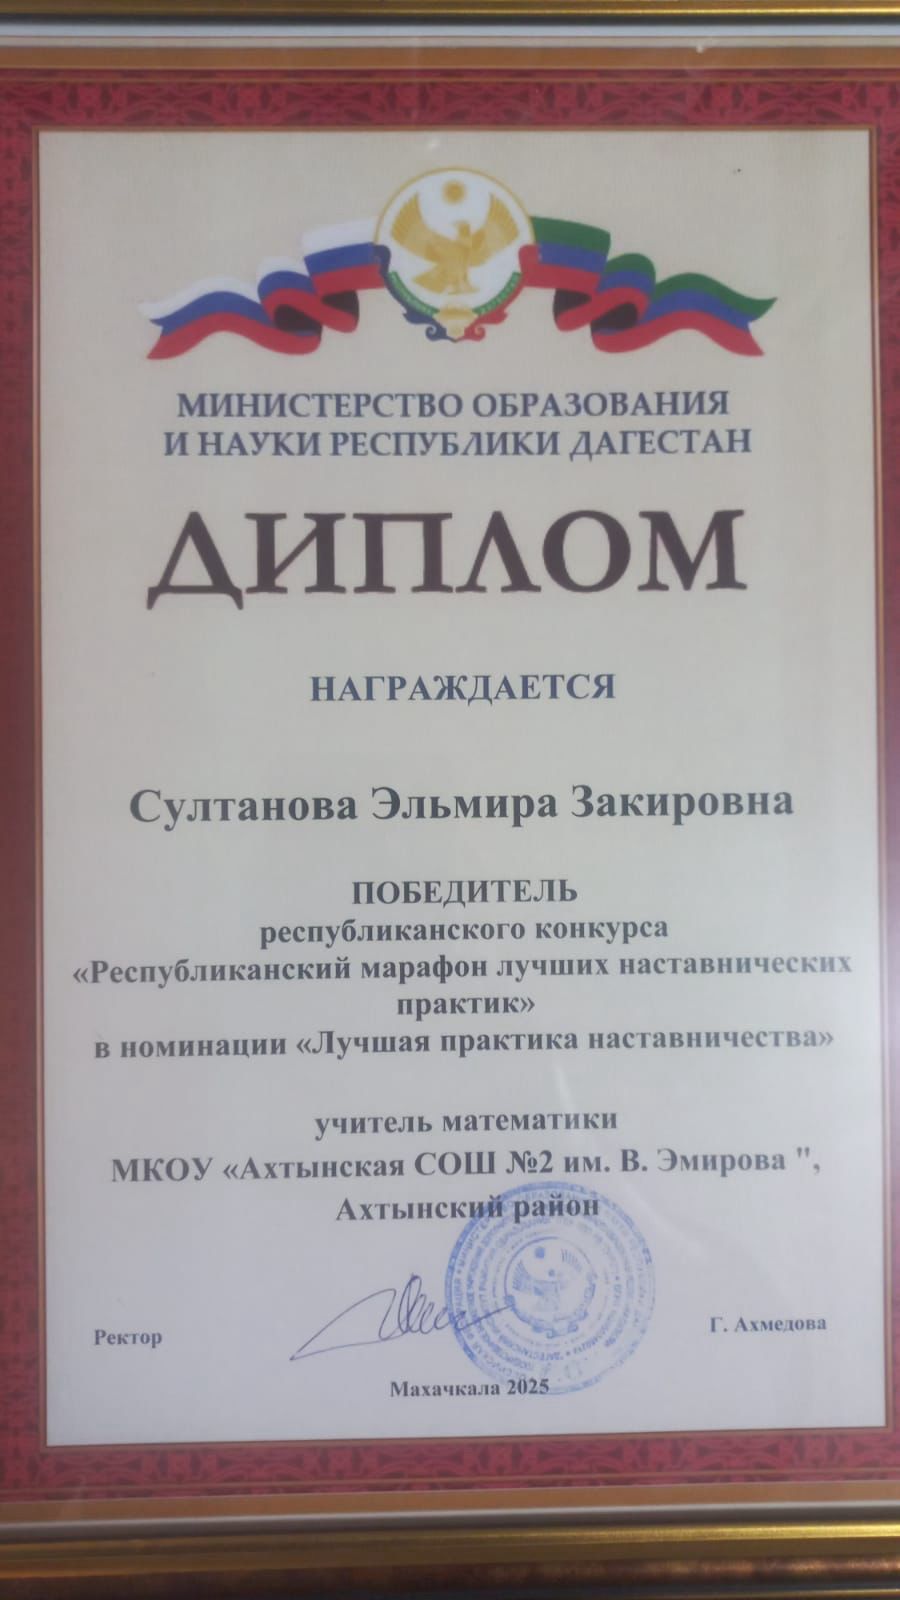 МИНИСТЕРСТВО ОБРАЗОВАНИЯ
И НАУКИ РЕСПУБЛИКИ ДАГЕСТАН
ДИПЛОМ
НАГРАЖДАЕТСЯ
Султанова Эльмира Закировна
ПОБЕДИТЕЛЬ
республиканского конкурса
«Республиканский марафон лучших наставнических
практик»
в номинации «Лучшая практика наставничества»
учитель математики
МКОУ «Ахтынская СОШ №2 им. В. Эмирова ",
Ахтынский район
Ректор
Г. Ахмедова
Махачкала 2025